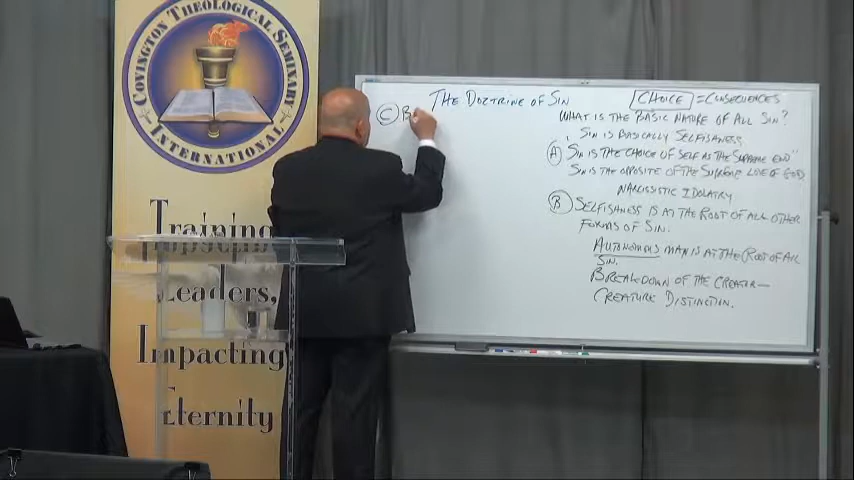 COVINGTON THEOLOGICAL SEMINARY
INTERNATIONAL
Training
Leaders,
Impacting
Eternity
THE DOCTRINE OF SIN
CHOICE = CONSEQUENCES
WHAT IS THE BASIC NATURE OF ALL SIN?
SIN IS BASICALLY SELFISHNESS
A SIN IS THE CHOICE OF SELF AS THE SUPREME END"
SIN IS THE OPPOSITE OF THE SUPREME LOVE OF GOD
NARCISSISTIC IDOLATRY
B SELFISHNESS IS AT THE ROOT OF ALL OTHER
FORMS OF SIN.
AUTONOMOUS MAN IS AT THE ROOT OF ALL
SIN.
BREAKDOWN OF THE CREATOR—
CREATURE DISTINCTION.
C B